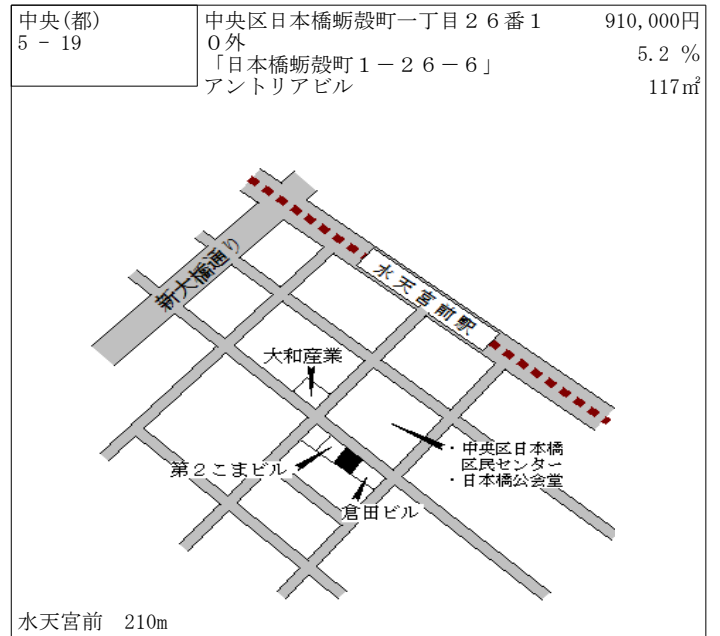 中央(都)
5 - 19
中央区日本橋蛎殻町一丁目２６番１
０外
「日本橋蛎殻町１－２６－６」
アントリアビル
910,000円
5.2 %
117㎡
新大橋通り
水天宮前駅
大和産業
・中央区日本橋
区民センター
・日本橋公会堂
第２こまビル
倉田ビル
水天宮前 210m